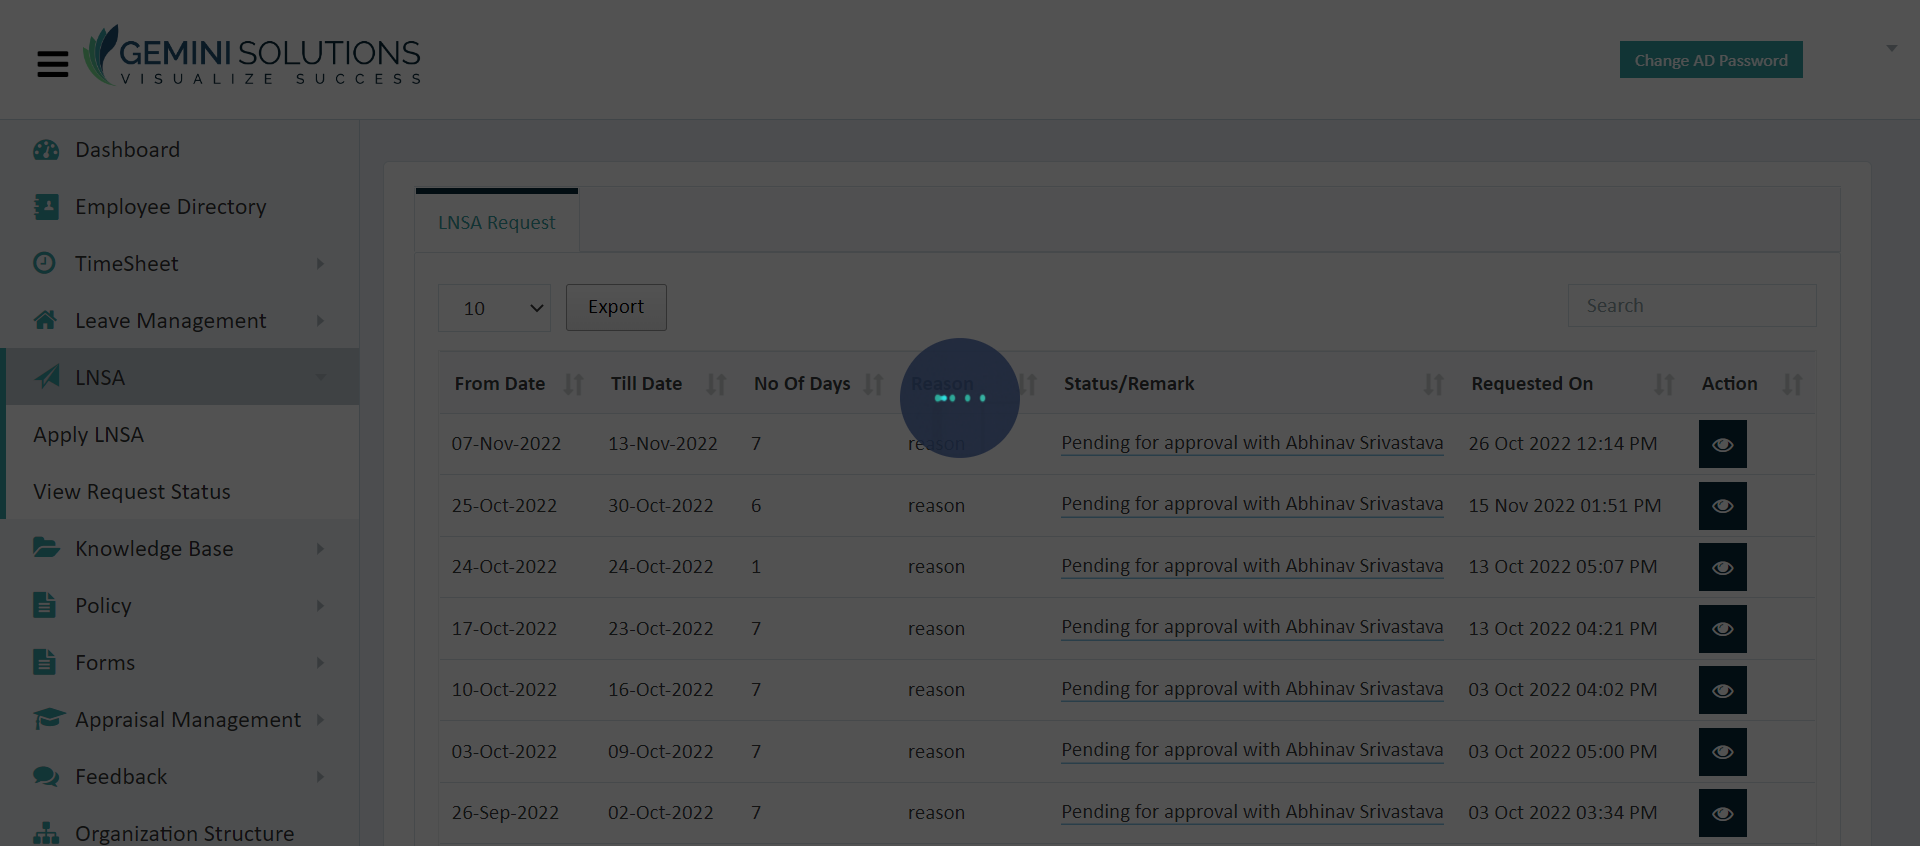 GEMINI SOLUTIONS
VISUALIZE SUCCESS
Change AD Password
Dashboard
Employee Directory
TimeSheet
Leave Management
LNSA
Apply LNSA
View Request Status
Knowledge Base
Policy
Forms
Appraisal Management
Feedback
Organization Structure
LNSA Request
10 Export Search
From Date Till Date No Of Days Reason Status/Remark Requested On Action
07-Nov-2022 13-Nov-2022 7 reason Pending for approval with Abhinav Srivastava 26 Oct 2022 12:14 PM
25-Oct-2022 30-Oct-2022 6 reason Pending for approval with Abhinav Srivastava 15 Nov 2022 01:51 PM
24-Oct-2022 24-Oct-2022 1 reason Pending for approval with Abhinav Srivastava 13 Oct 2022 05:07 PM
17-Oct-2022 23-Oct-2022 7 reason Pending for approval with Abhinav Srivastava 13 Oct 2022 04:21 PM
10-Oct-2022 16-Oct-2022 7 reason Pending for approval with Abhinav Srivastava 03 Oct 2022 04:02 PM
03-Oct-2022 09-Oct-2022 7 reason Pending for approval with Abhinav Srivastava 03 Oct 2022 05:00 PM
26-Sep-2022 02-Oct-2022 7 reason Pending for approval with Abhinav Srivastava 03 Oct 2022 03:34 PM